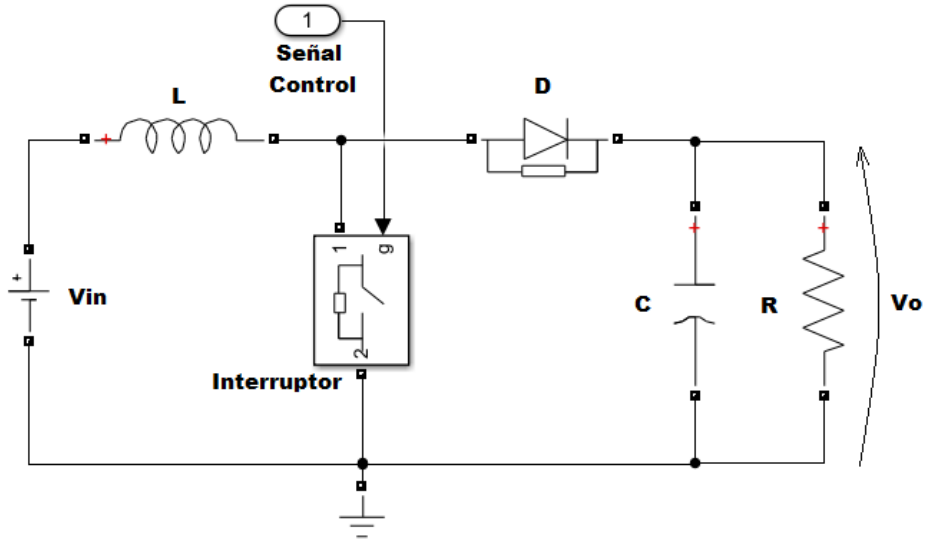 1
Señal
Control
L
D
+
1
g
+
Vin
2
Interruptor
+
C
+
R
Vo